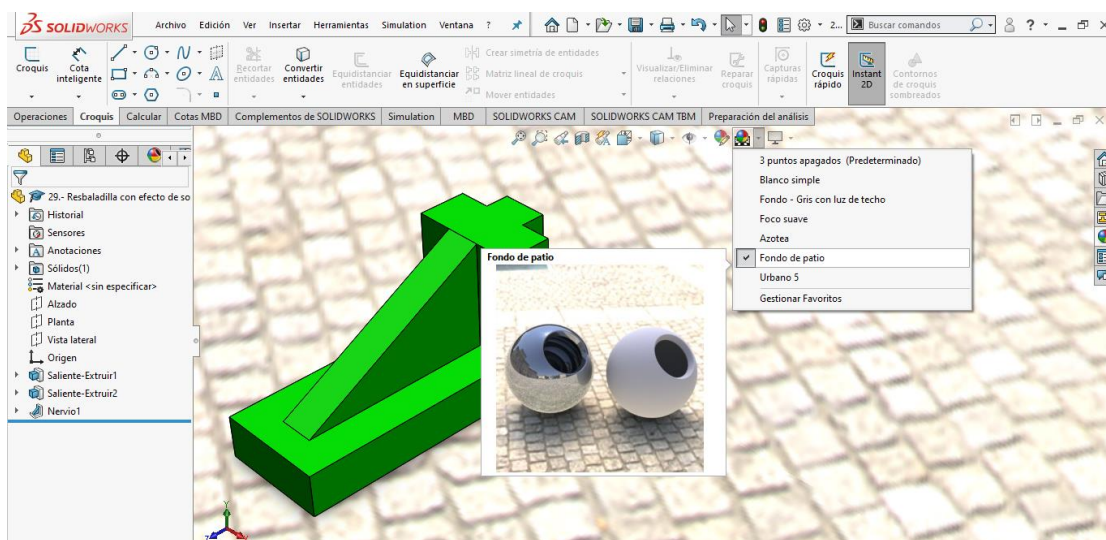 SOLIDWORKS
Archivo Edición Ver Insertar Herramientas Simulation Ventana ?
2...
Buscar comandos
?
Croquis
Cota inteligente
Recortar entidades
Convertir entidades
Equidistanciar entidades
Equidistanciar en superficie
Crear simetría de entidades
Matriz lineal de croquis
Mover entidades
Visualizar/Eliminar relaciones
Reparar croquis
Capturas rápidas
Croquis rápido
Instant 2D
Contornos de croquis sombreados
Operaciones Croquis Calcular Cotas MBD Complementos de SOLIDWORKS Simulation MBD SOLIDWORKS CAM SOLIDWORKS CAM TBM Preparación del análisis
29.- Resbaladilla con efecto de so
Historial
Sensores
Anotaciones
Sólidos(1)
Material <sin especificar>
Alzado
Planta
Vista lateral
Origen
Saliente-Extruir1
Saliente-Extruir2
Nervio1
Fondo de patio
3 puntos apagados (Predeterminado)
Blanco simple
Fondo - Gris con luz de techo
Foco suave
Azotea
Fondo de patio
Urbano 5
Gestionar Favoritos
Y
X
Z